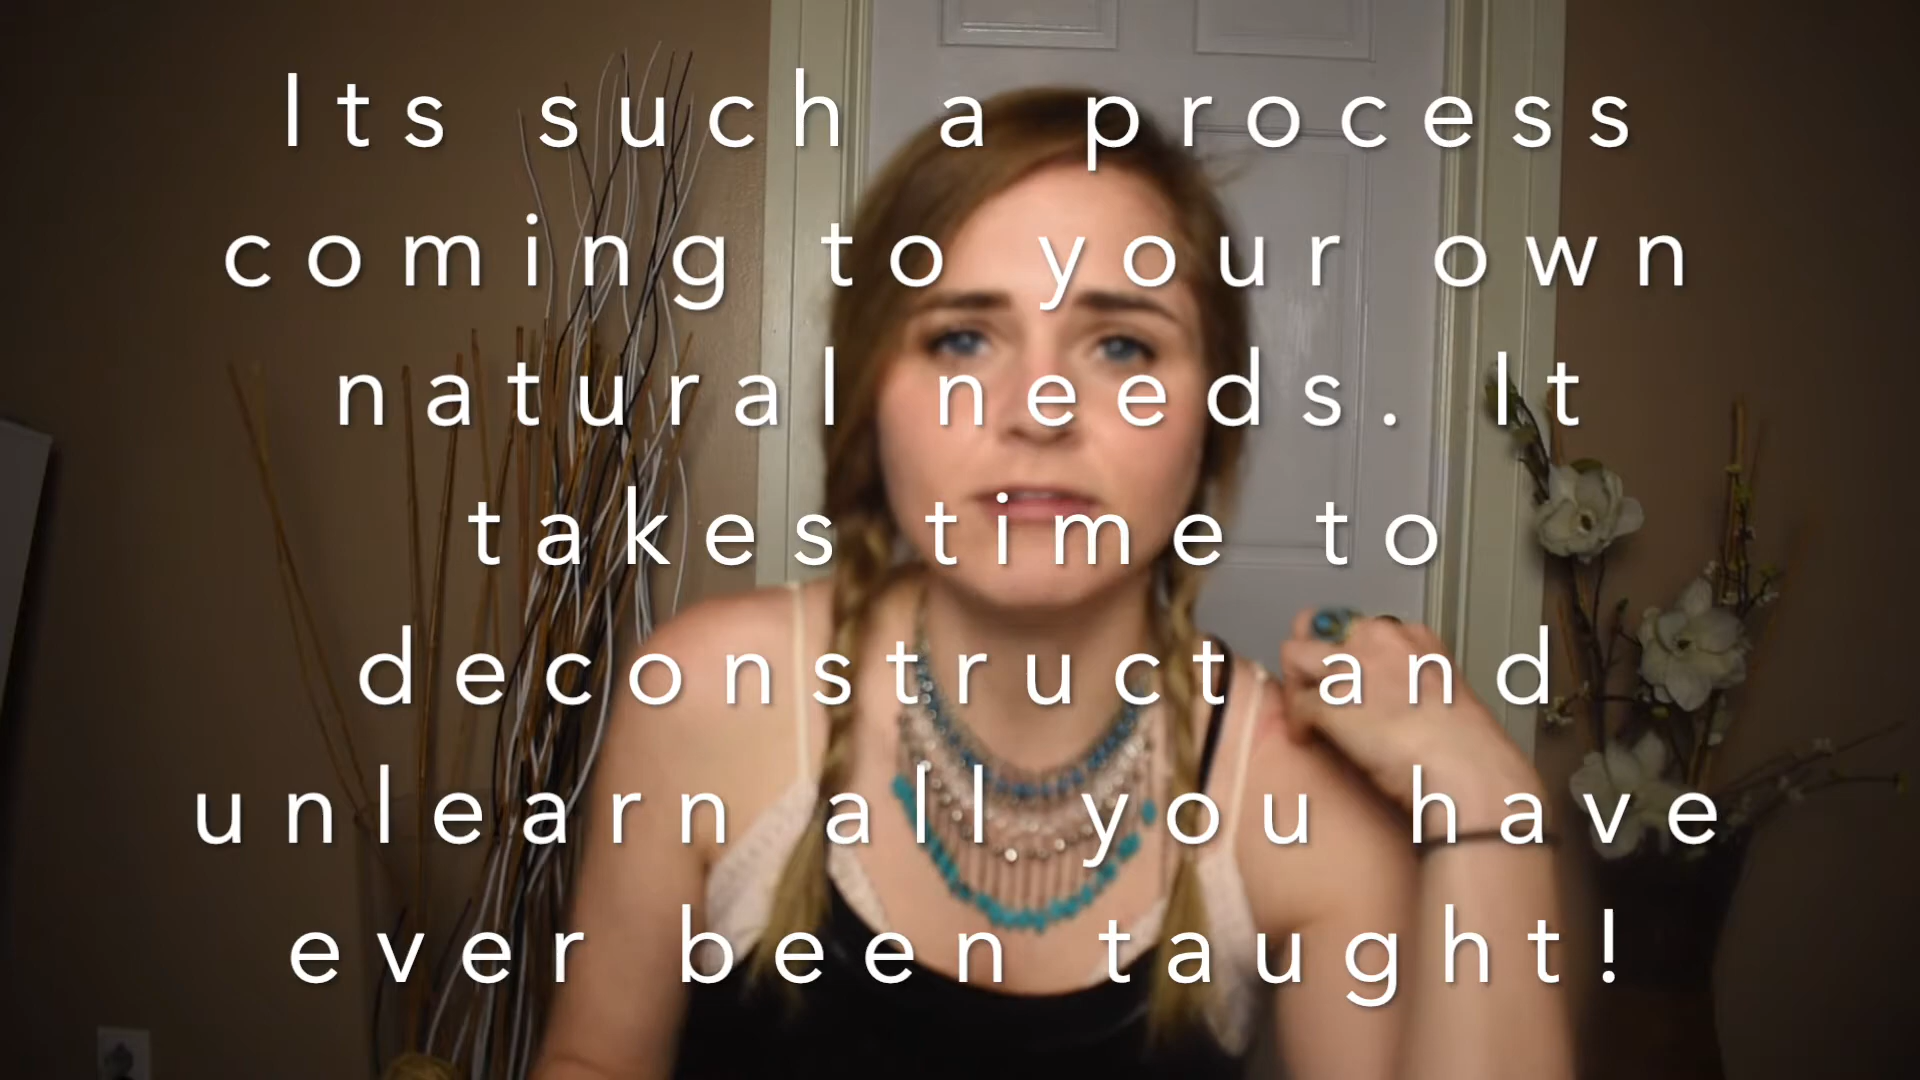 Its such a process
coming to your own
natural needs. It
takes time to
deconstruct and
unlearn all you have
ever been taught!